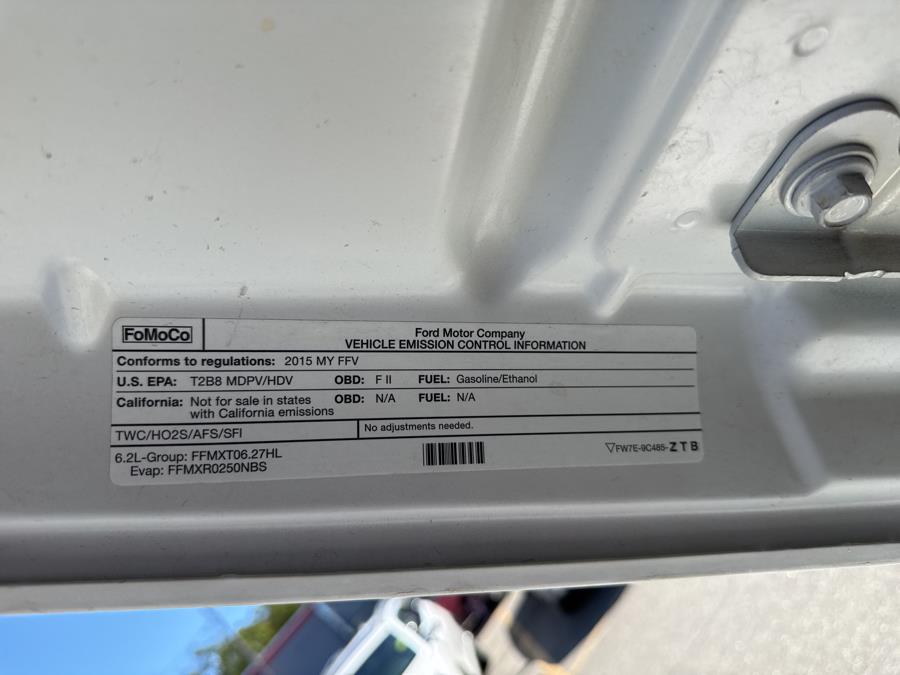 FoMoCo
Ford Motor Company
VEHICLE EMISSION CONTROL INFORMATION
Conforms to regulations: 2015 MY FFV
U.S. EPA: T2B8 MDPV/HDV OBD: F II FUEL: Gasoline/Ethanol
California: Not for sale in states with California emissions OBD: N/A FUEL: N/A
TWC/HO2S/AFS/SFI
No adjustments needed.
6.2L-Group: FFMXT06.27HL
Evap: FFMXR0250NBS
FW7E-9C485-ZTB